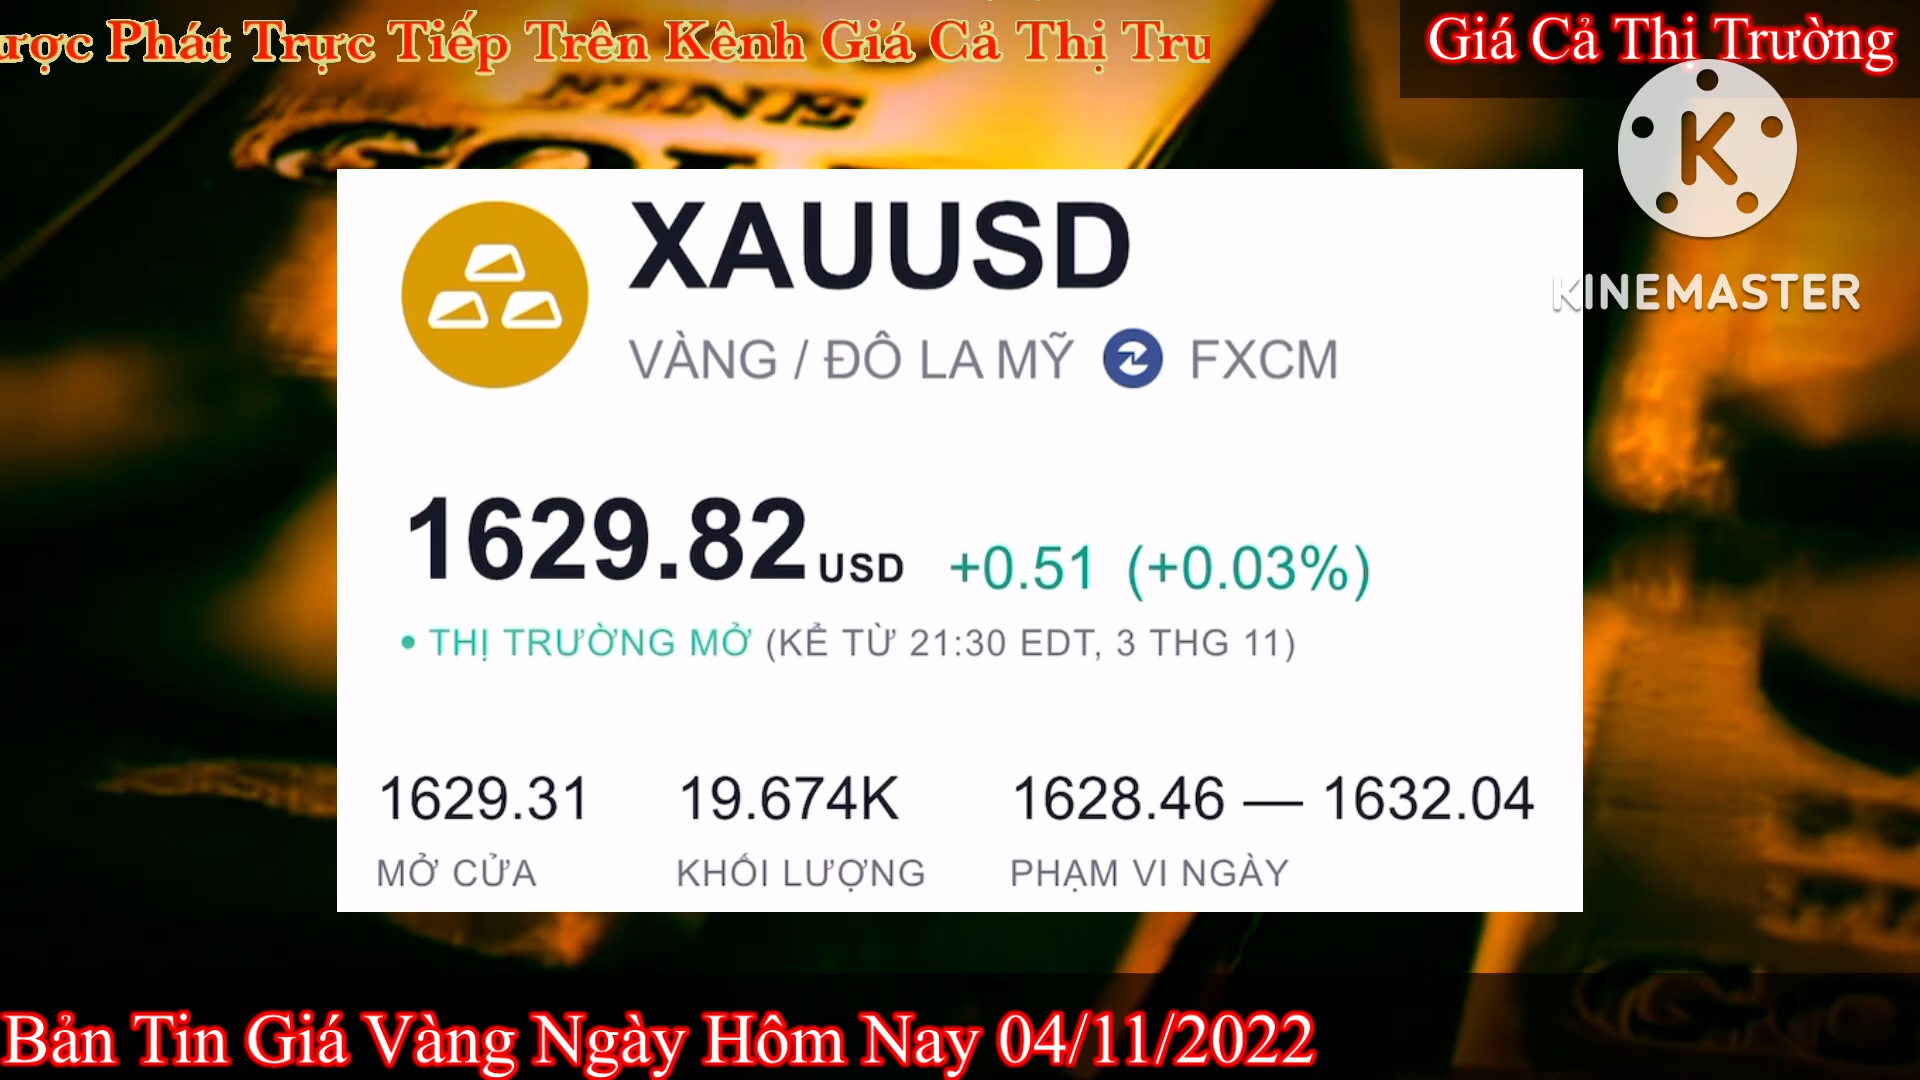 ược Phát Trực Tiếp Trên Kênh Giá Cả Thị Trư
Giá Cả Thị Trường
FINE
GOLD
K
KINEMASTER
XAUUSD
VÀNG / ĐÔ LA MỸ FXCM
1629.82 USD +0.51 (+0.03%)
• THỊ TRƯỜNG MỞ (KỂ TỪ 21:30 EDT, 3 THG 11)
1629.31 19.674K 1628.46 — 1632.04
MỞ CỬA KHỐI LƯỢNG PHẠM VI NGÀY
Bản Tin Giá Vàng Ngày Hôm Nay 04/11/2022